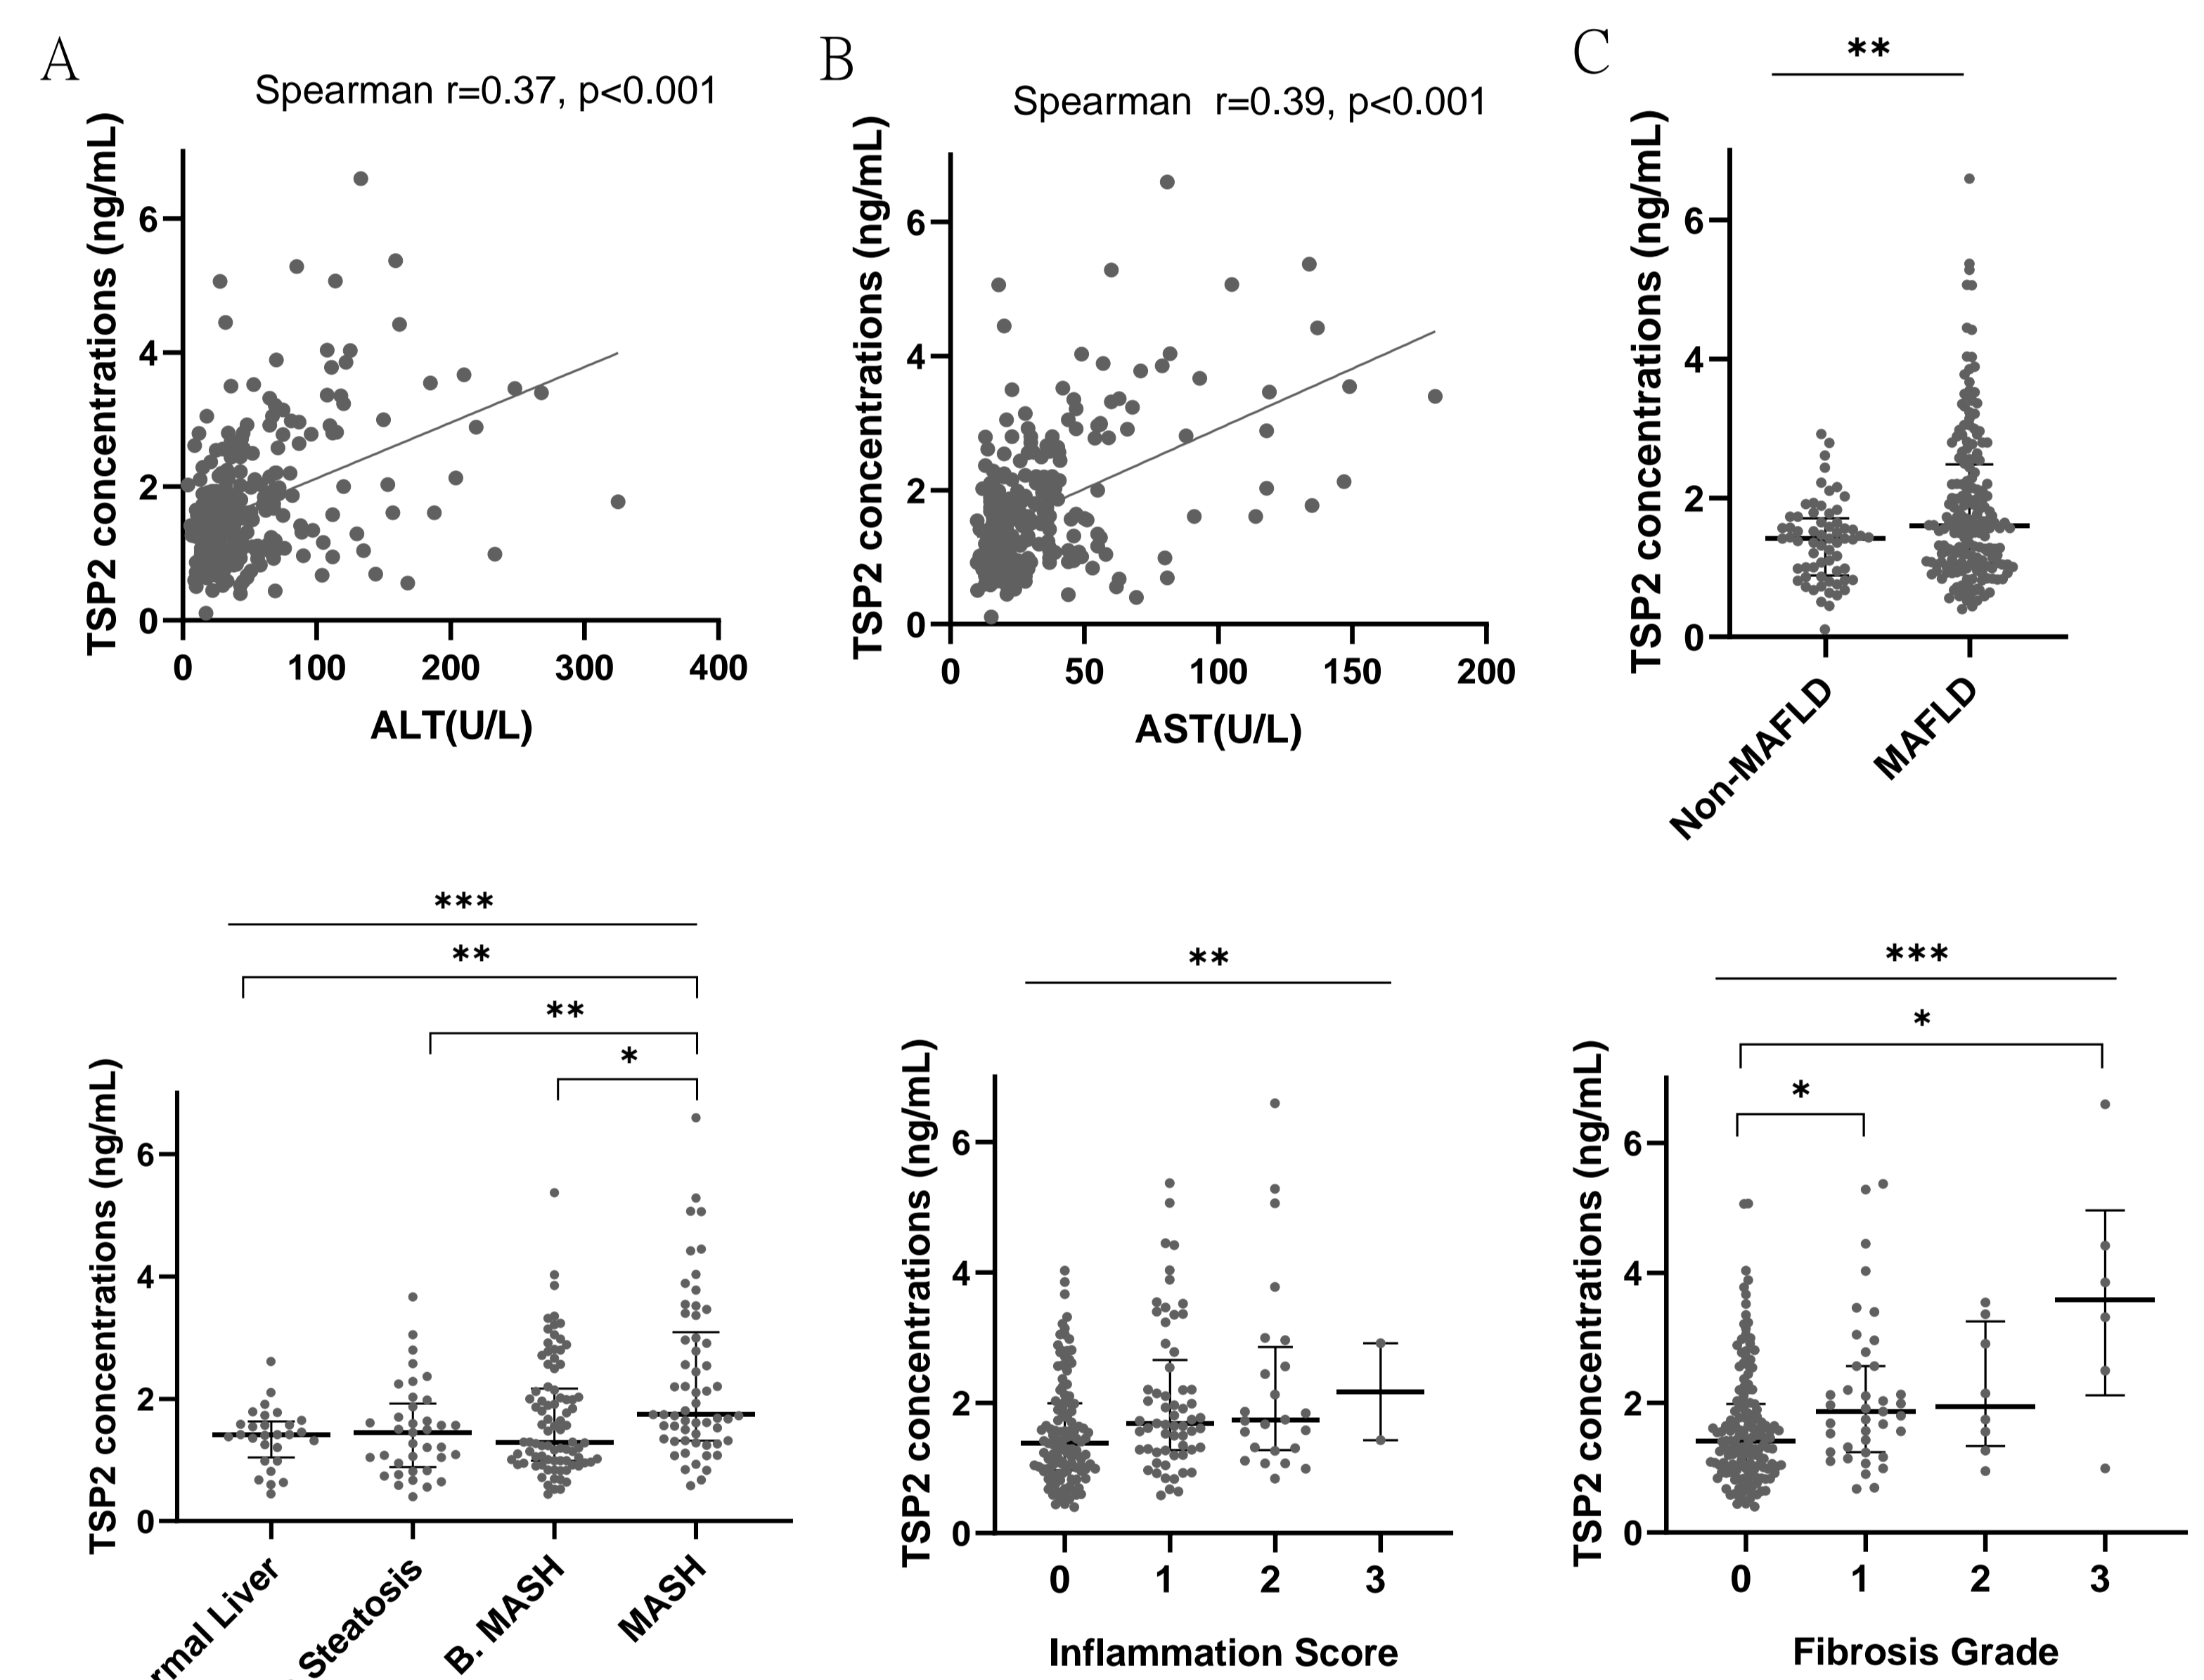 A
Spearman r=0.37, p<0.001
TSP2 concentrations (ng/mL)
6
4
2
0
0 100 200 300 400
ALT(U/L)
B
Spearman r=0.39, p<0.001
TSP2 concentrations (ng/mL)
6
4
2
0
0 50 100 150 200
AST(U/L)
C
**
TSP2 concentrations (ng/mL)
6
4
2
0
Non-MAFLD
MAFLD
***
**
**
*
TSP2 concentrations (ng/mL)
6
4
2
0
Liver
Steatosis
B. MASH
MASH
**
TSP2 concentrations (ng/mL)
6
4
2
0
0 1 2 3
Inflammation Score
***
*
*
TSP2 concentrations (ng/mL)
6
4
2
0
0 1 2 3
Fibrosis Grade